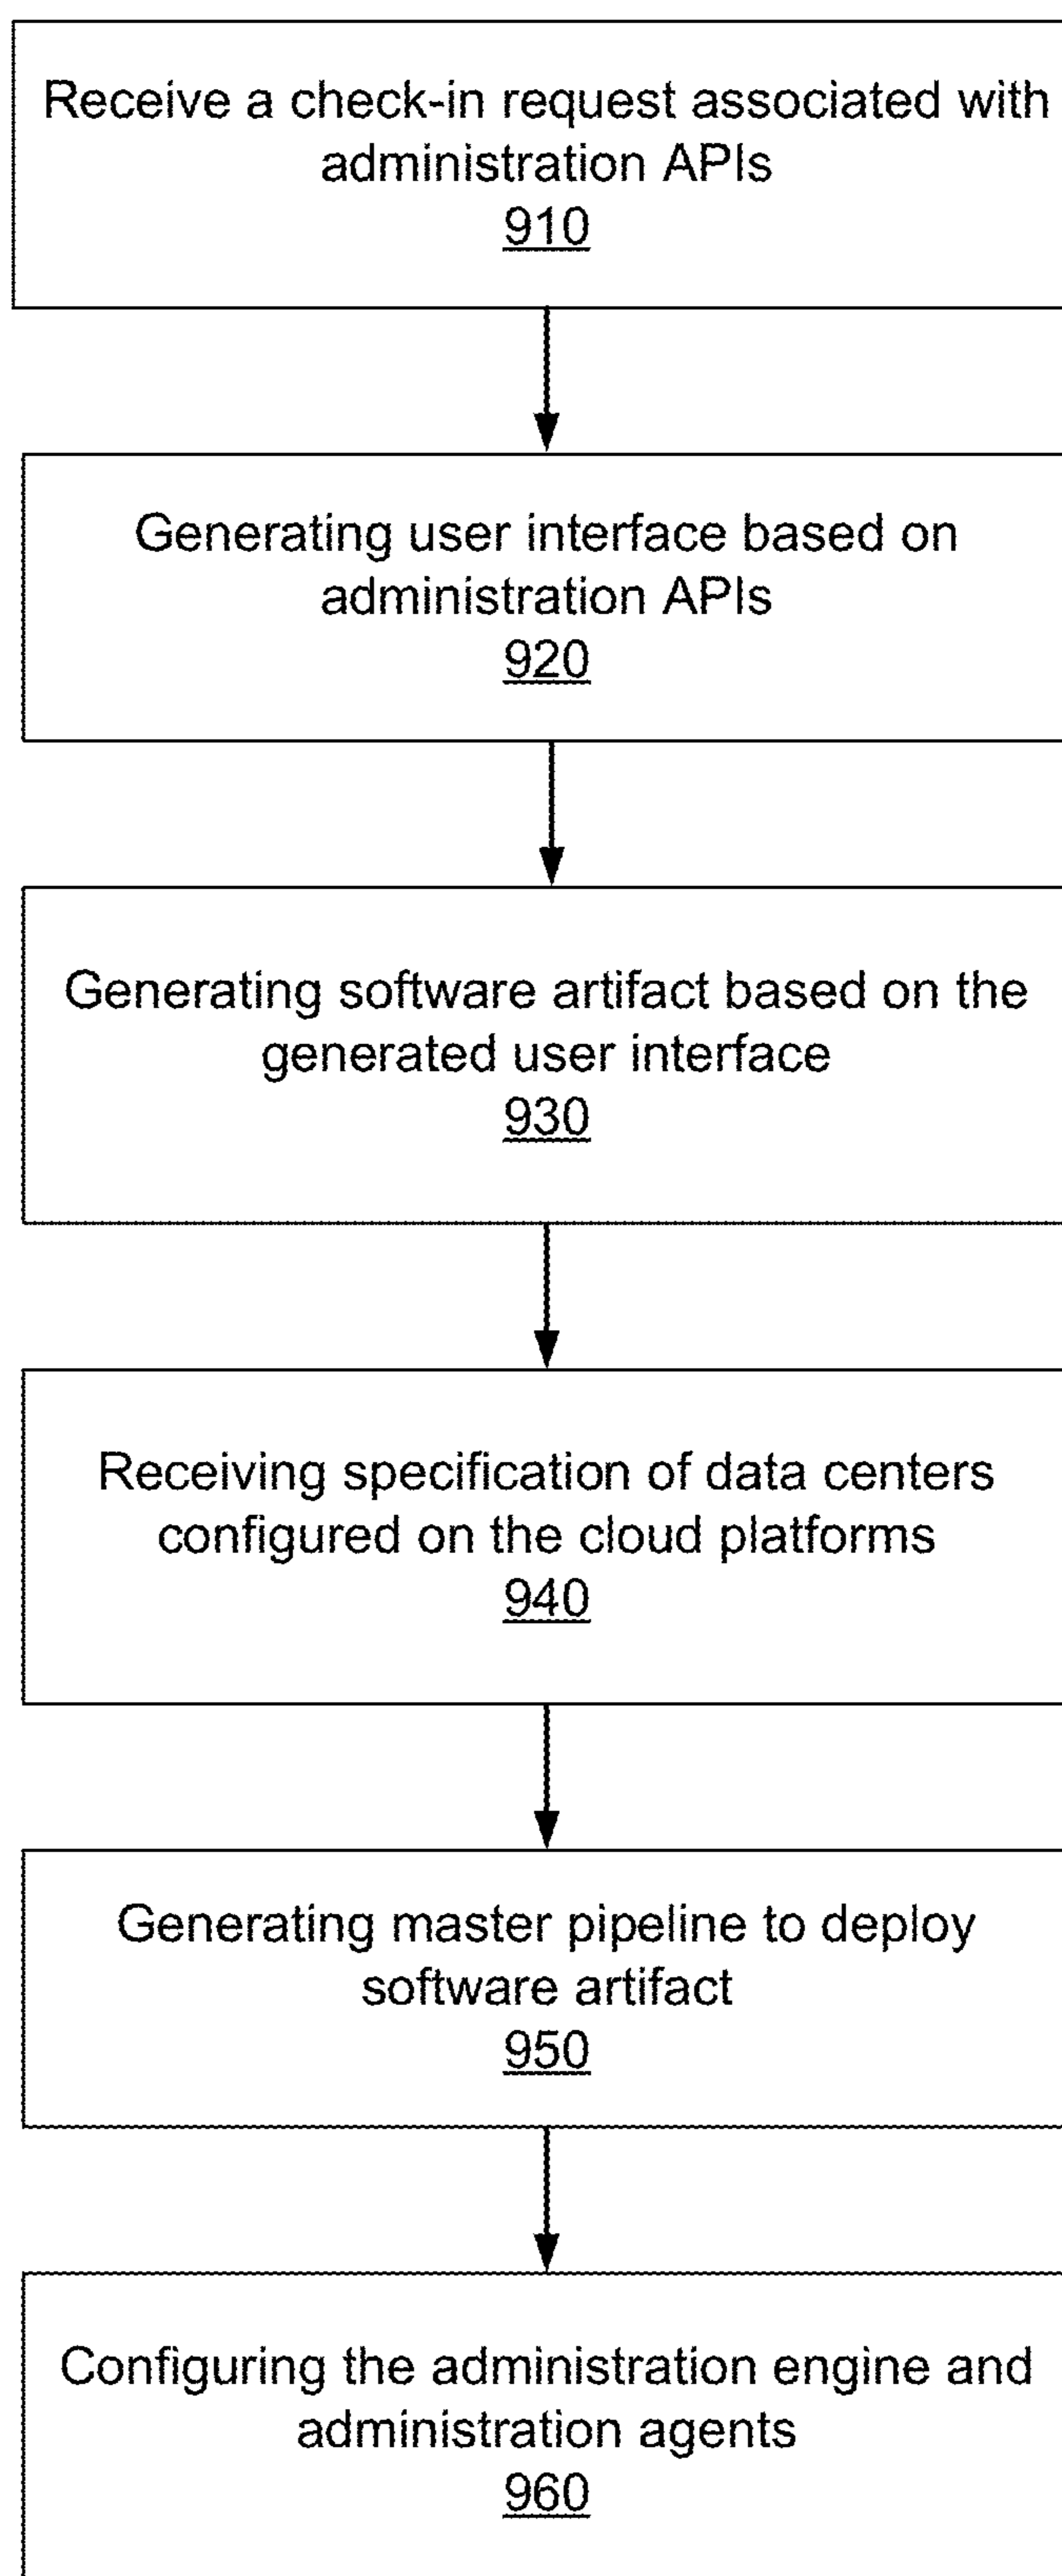 Receive a check-in request associated with
administration APIs
910
Generating user interface based on
administration APIs
920
Generating software artifact based on the
generated user interface
930
Receiving specification of data centers
configured on the cloud platforms
940
Generating master pipeline to deploy
software artifact
950
Configuring the administration engine and
administration agents
960